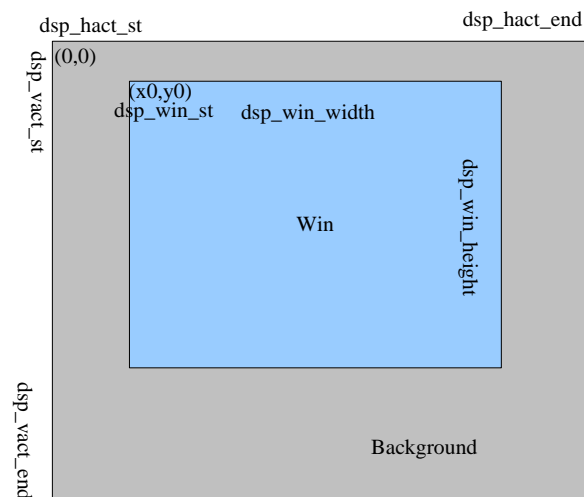 dsp_hact_st
dsp_hact_end
dsp_vact_st
(0,0)
(x0,y0)
dsp_win_st
dsp_win_width
dsp_win_height
Win
dsp_vact_end
Background